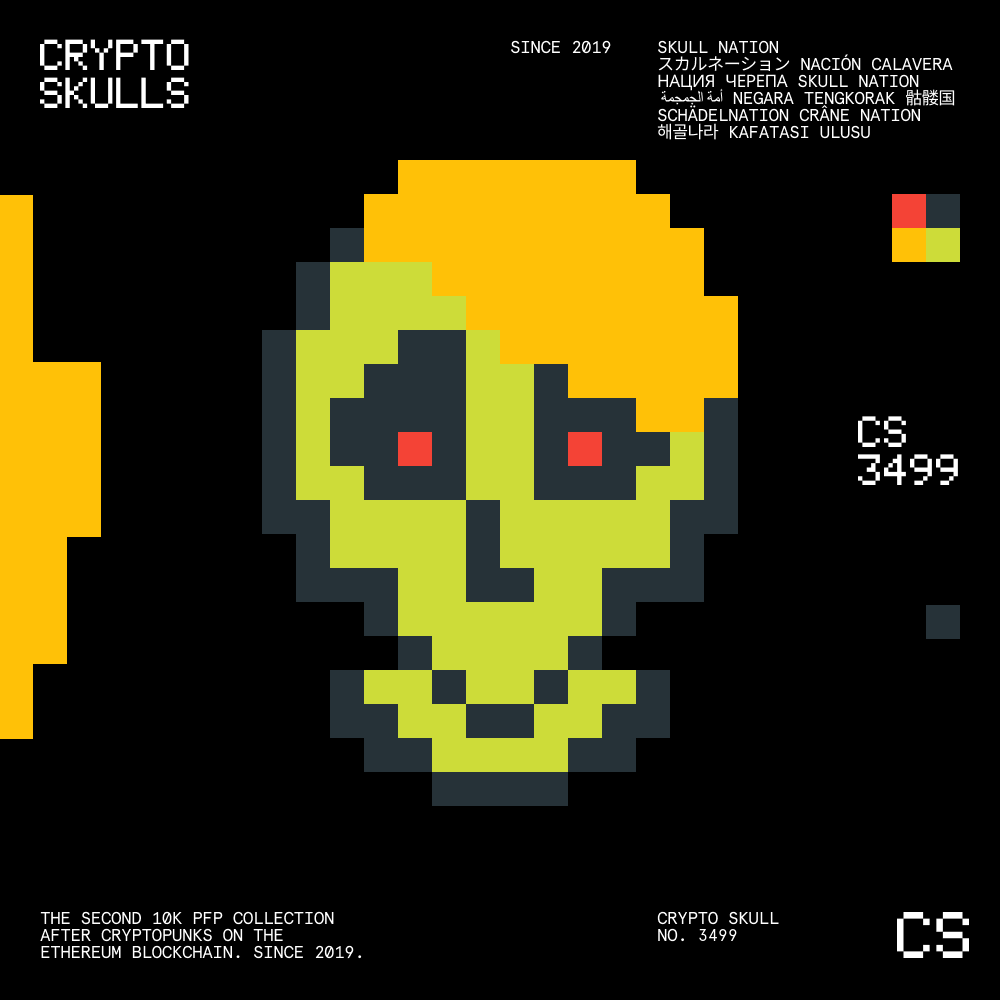 CRYPTO
SKULLS
SINCE 2019
SKULL NATION
スカルネーション NACIÓN CALAVERA
НАЦИЯ ЧЕРЕПА SKULL NATION
أمة الجمجمة NEGARA TENGKORAK 骷髅国
SCHÄDELNATION CRÂNE NATION
해골나라 KAFATASI ULUSU
CS
3499
THE SECOND 10K PFP COLLECTION
AFTER CRYPTOPUNKS ON THE
ETHEREUM BLOCKCHAIN. SINCE 2019.
CRYPTO SKULL
NO. 3499
CS